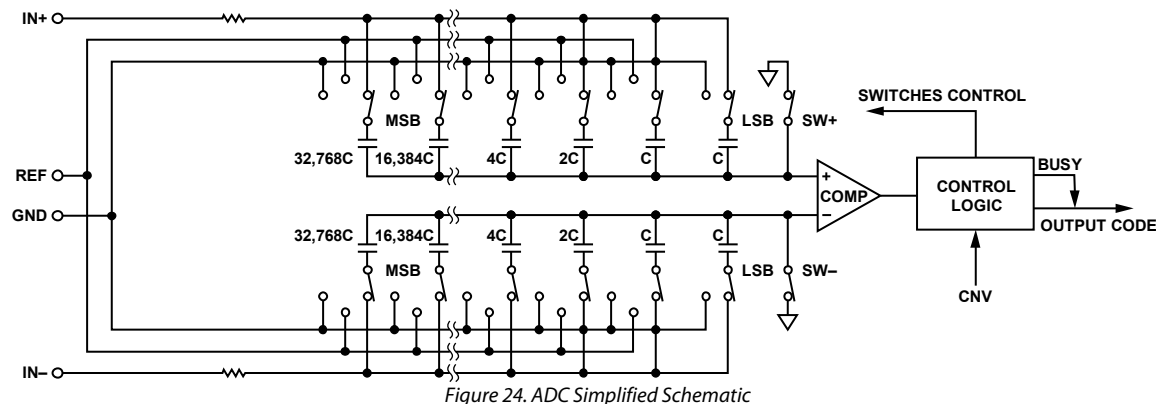 IN+
SWITCHES CONTROL
MSB
LSB
SW+
32,768C
16,384C
4C
2C
C
C
BUSY
REF
+
COMP
CONTROL
LOGIC
GND
–
OUTPUT CODE
32,768C
16,384C
4C
2C
C
C
MSB
LSB
SW–
CNV
IN–
Figure 24. ADC Simplified Schematic